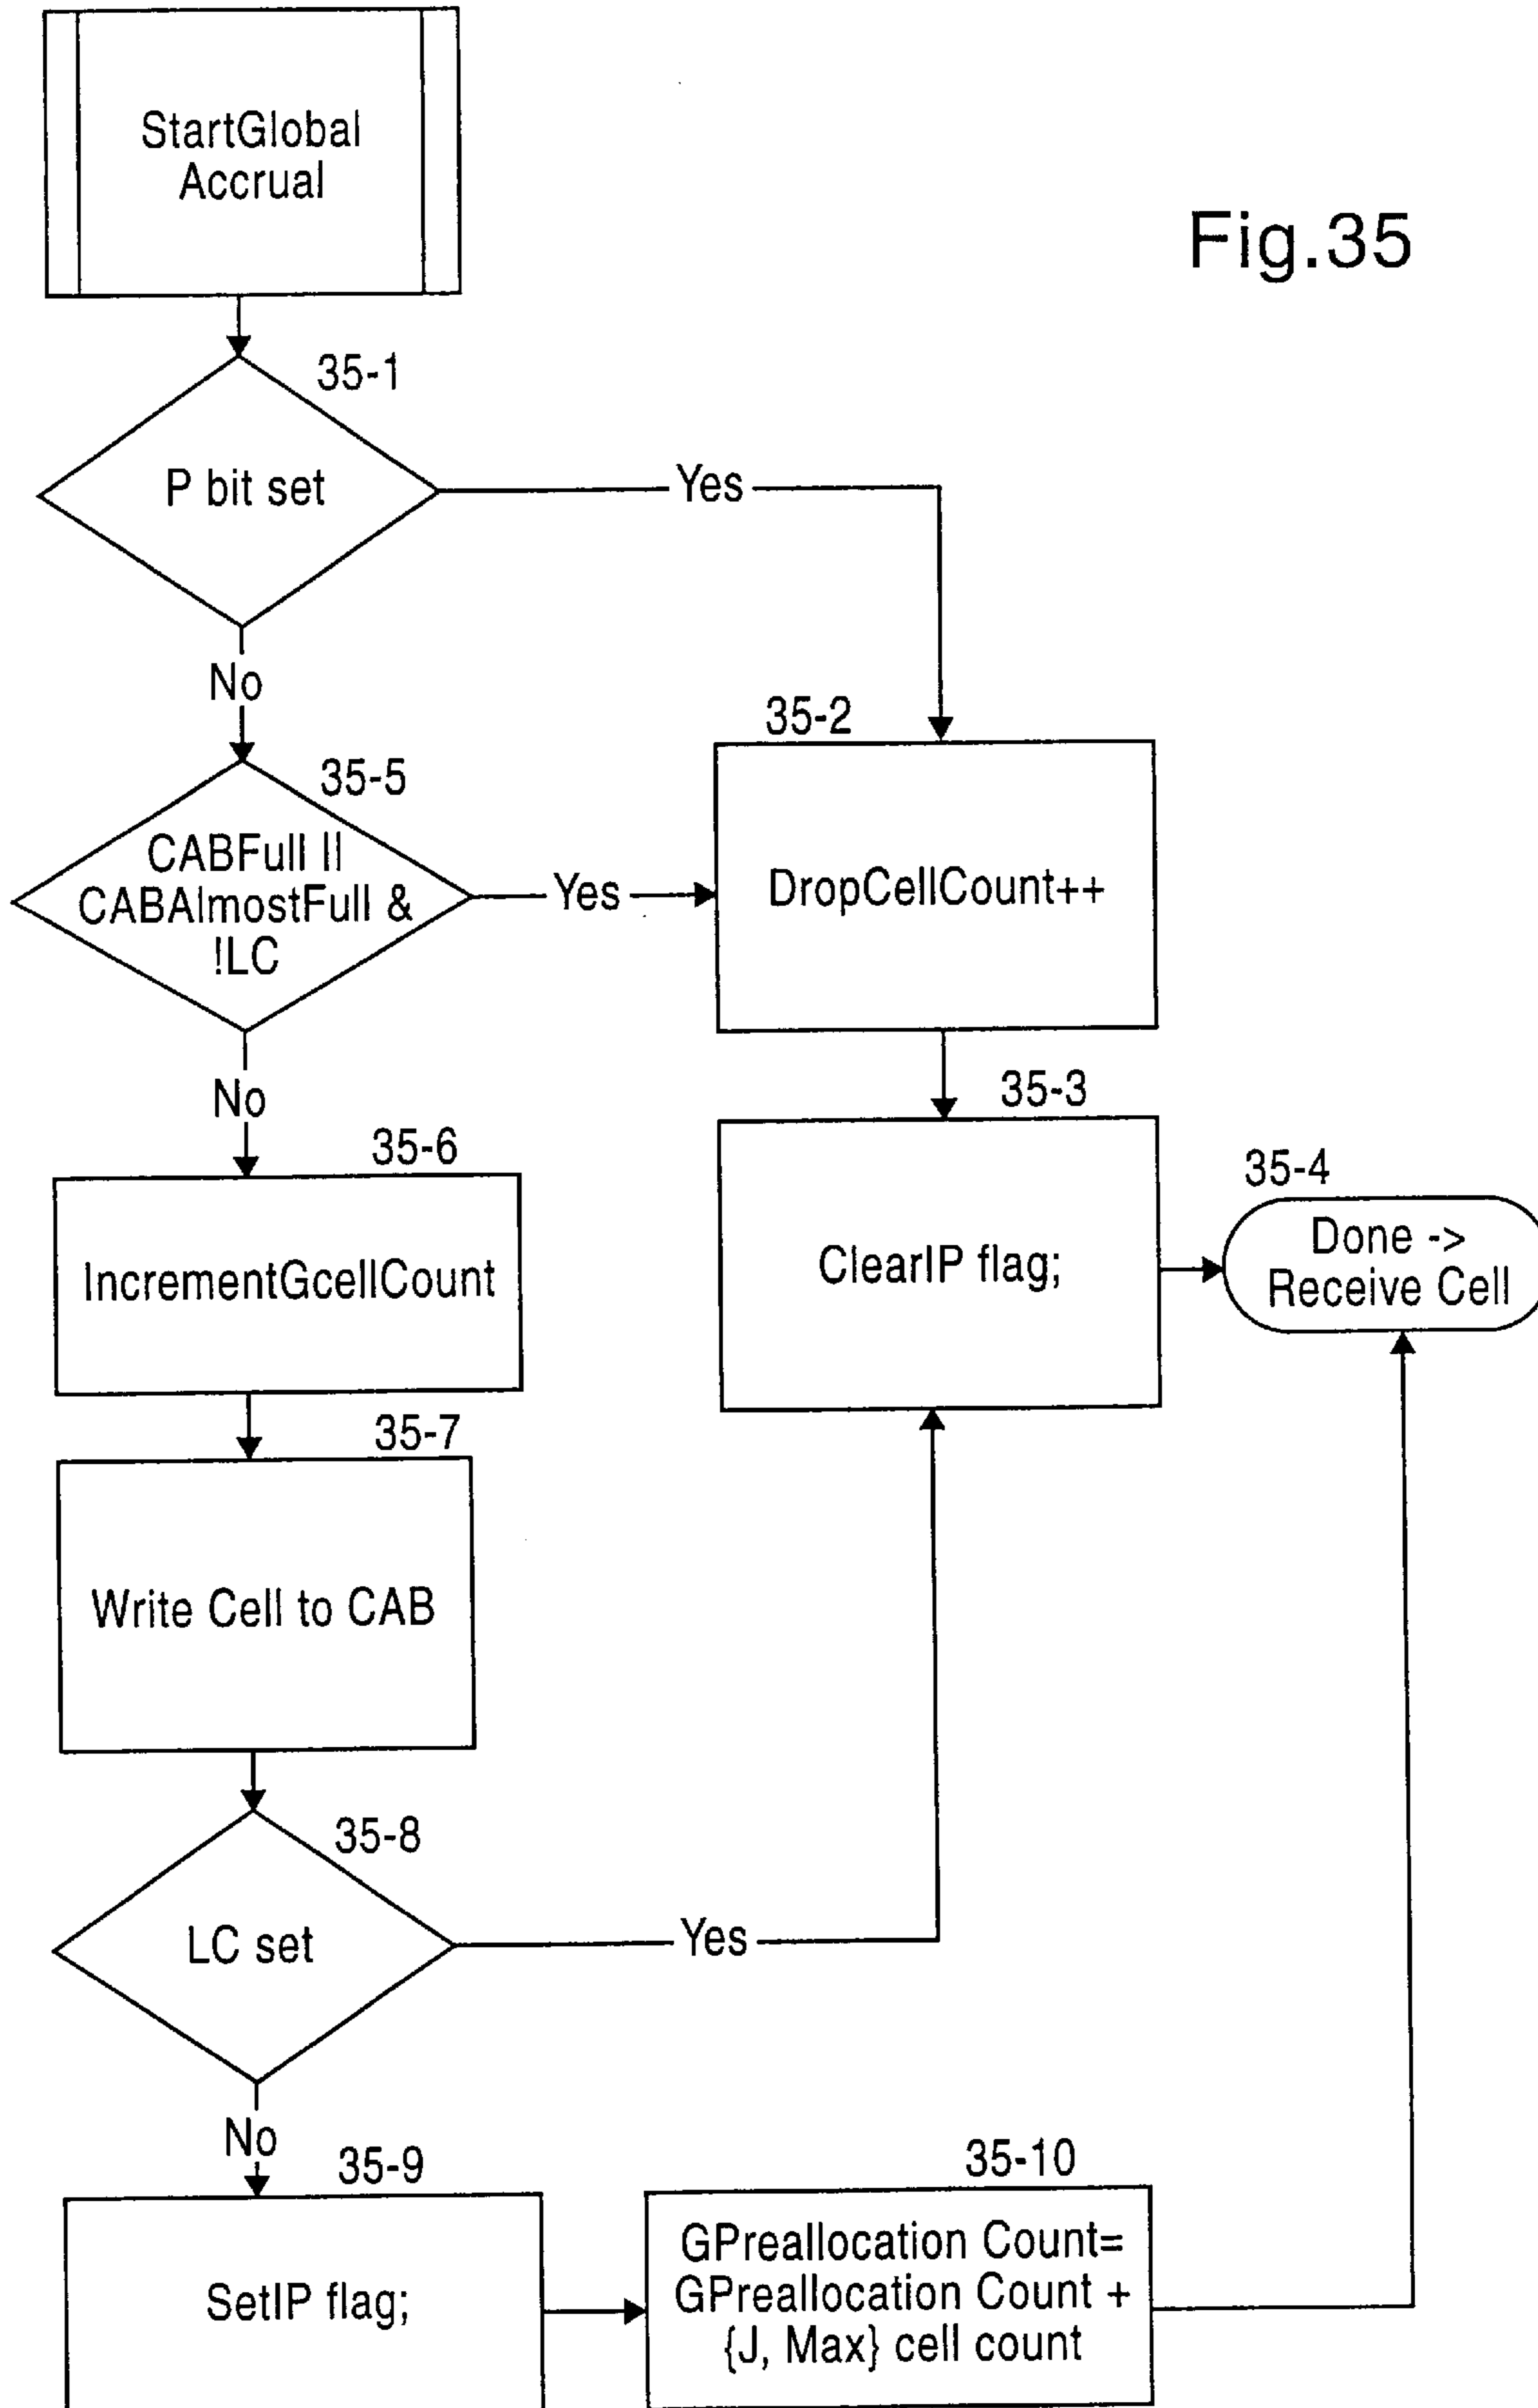 StartGlobal
Accrual
Fig.35
35-1
P bit set
Yes
No
35-5
CABFull ||
CABAlmostFull &
!LC
Yes
35-2
DropCellCount++
No
35-3
ClearIP flag;
35-4
Done ->
Receive Cell
35-6
IncrementGcellCount
35-7
Write Cell to CAB
35-8
LC set
Yes
No
35-9
SetIP flag;
35-10
GPreallocation Count=
GPreallocation Count +
{J, Max} cell count